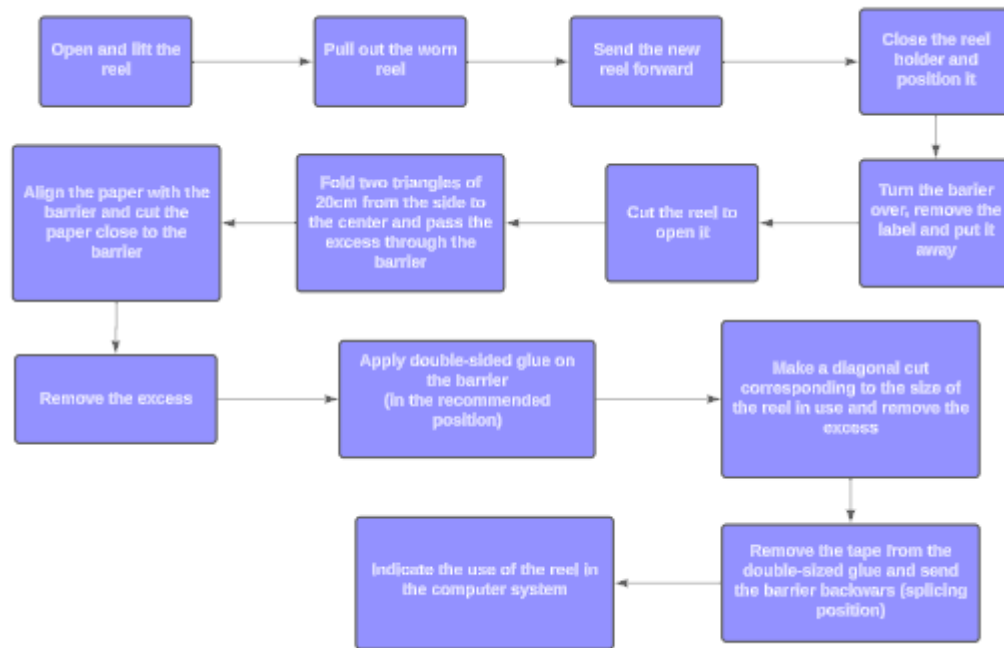 Open and lift the
reel
Pull out the worn
reel
Send the new
reel forward
Close the reel
holder and
position it
Turn the barier
over, remove the
label and put it
away
Cut the reel to
open it
Fold two triangles of
20cm from the side to
the center and pass the
excess through the
barrier
Align the paper with the
barrier and cut the
paper close to the
barrier
Remove the excess
Apply double-sided glue on
the barrier
(in the recommended
position)
Make a diagonal cut
corresponding to the size of
the reel in use and remove the
excess
Remove the tape from the
double-sized glue and send
the barrier backwars (splicing
position)
Indicate the use of the reel in
the computer system